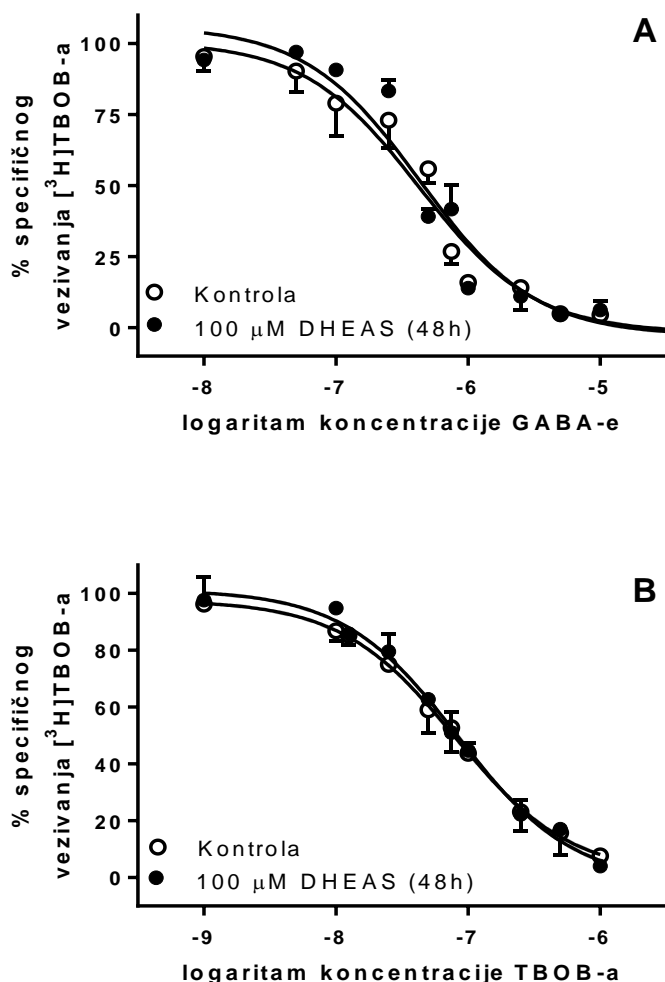 A
% specifičnog
vezivanja [³H]TBOB-a
100
75
50
25
0
Kontrola
100 μM DHEAS (48h)
-8
-7
-6
-5
logaritam koncentracije GABA-e
B
% specifičnog
vezivanja [³H]TBOB-a
100
80
60
40
20
0
Kontrola
100 μM DHEAS (48h)
-9
-8
-7
-6
logaritam koncentracije TBOB-a